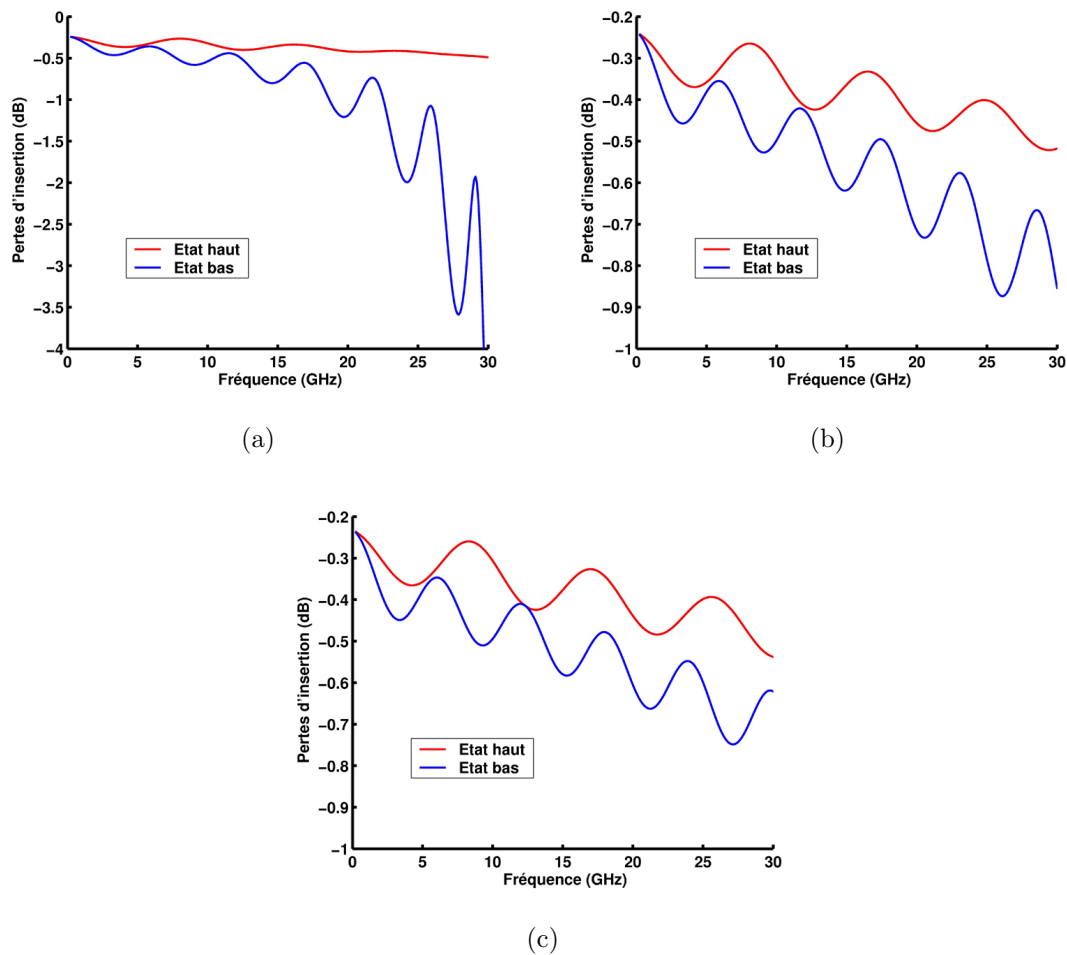 0
−0.5
−1
−1.5
−2
−2.5
−3
−3.5
−4
0 5 10 15 20 25 30
Pertes d'insertion (dB)
Fréquence (GHz)
Etat haut
Etat bas
(a)
−0.2
−0.3
−0.4
−0.5
−0.6
−0.7
−0.8
−0.9
−1
0 5 10 15 20 25 30
Pertes d'insertion (dB)
Fréquence (GHz)
Etat haut
Etat bas
(b)
−0.2
−0.3
−0.4
−0.5
−0.6
−0.7
−0.8
−0.9
−1
0 5 10 15 20 25 30
Pertes d'insertion (dB)
Fréquence (GHz)
Etat haut
Etat bas
(c)